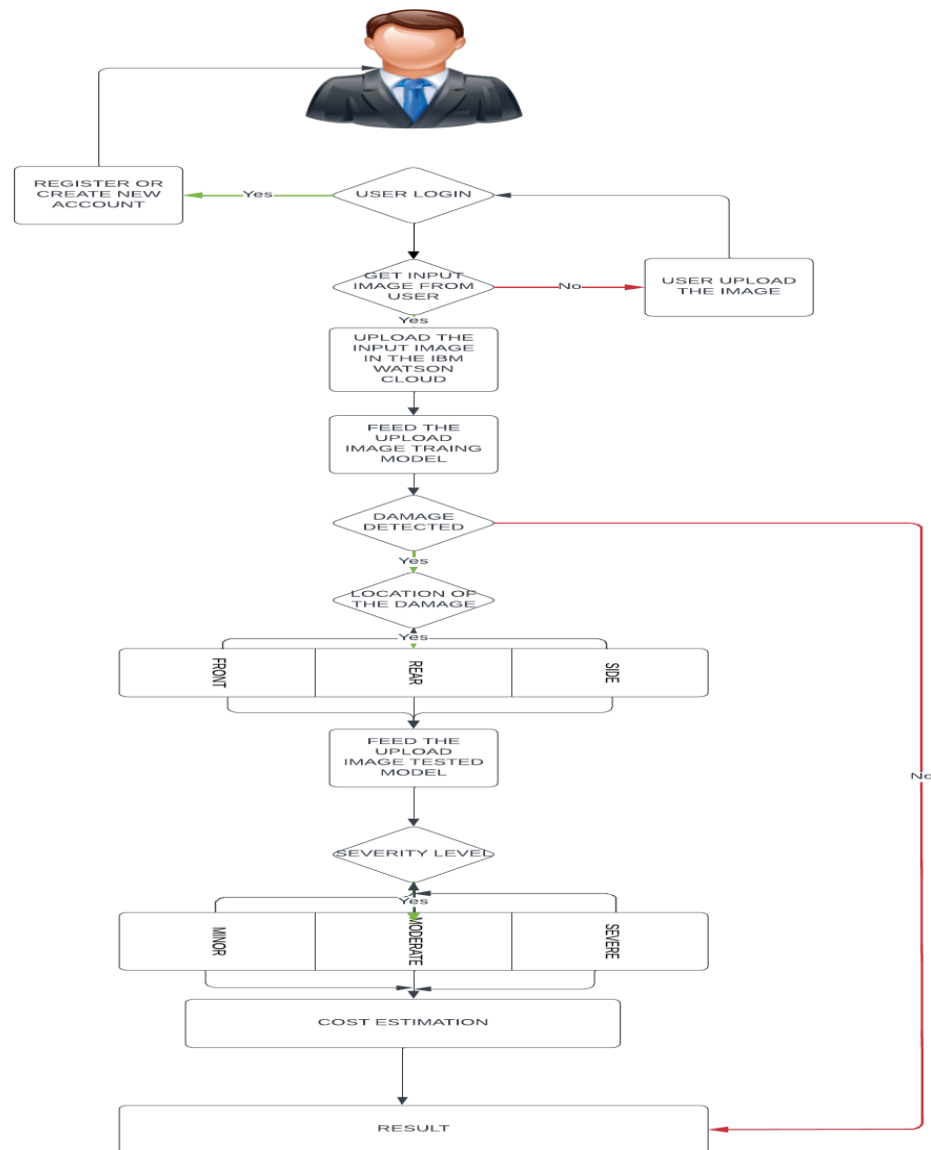 REGISTER OR
CREATE NEW
ACCOUNT
Yes
USER LOGIN
GET INPUT
IMAGE FROM
USER
No
USER UPLOAD
THE IMAGE
Yes
UPLOAD THE
INPUT IMAGE
IN THE IBM
WATSON
CLOUD
FEED THE
UPLOAD
IMAGE TRAING
MODEL
DAMAGE
DETECTED
Yes
LOCATION OF
THE DAMAGE
Yes
FRONT
REAR
SIDE
FEED THE
UPLOAD
IMAGE TESTED
MODEL
No
SEVERITY LEVEL
Yes
MINOR
MODERATE
SEVERE
COST ESTIMATION
RESULT